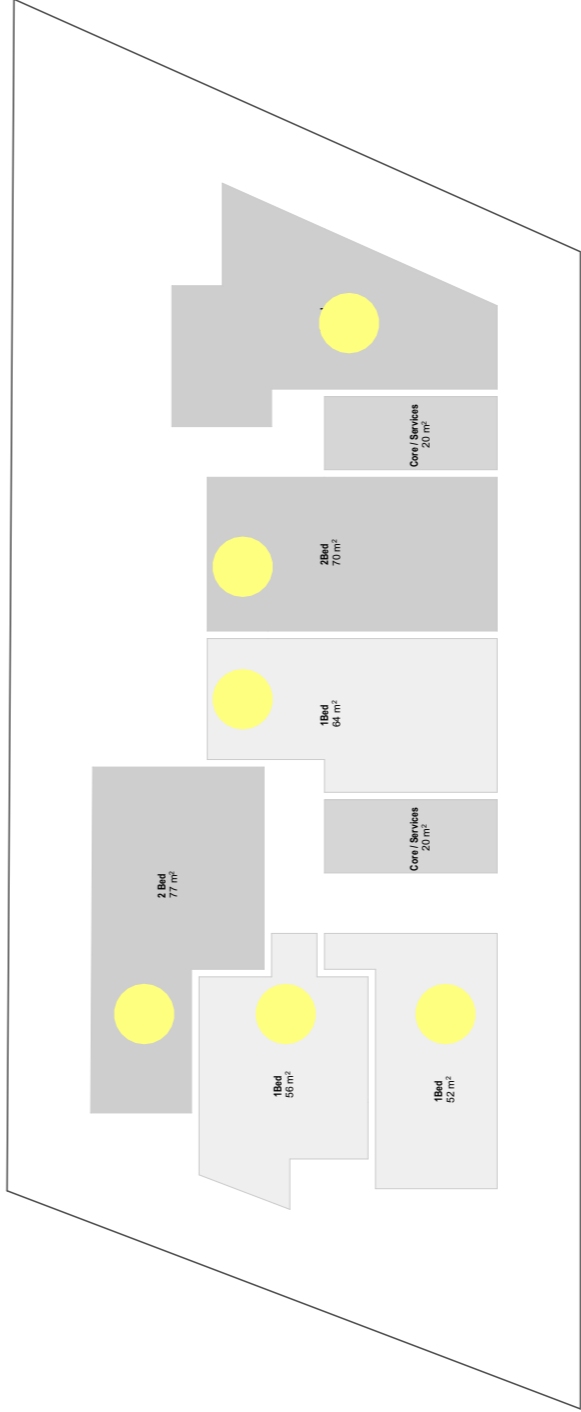 2 Bed
77 m²
1Bed
56 m²
1Bed
64 m²
2Bed
70 m²
Core / Services
20 m²
Core / Services
20 m²
1Bed
52 m²